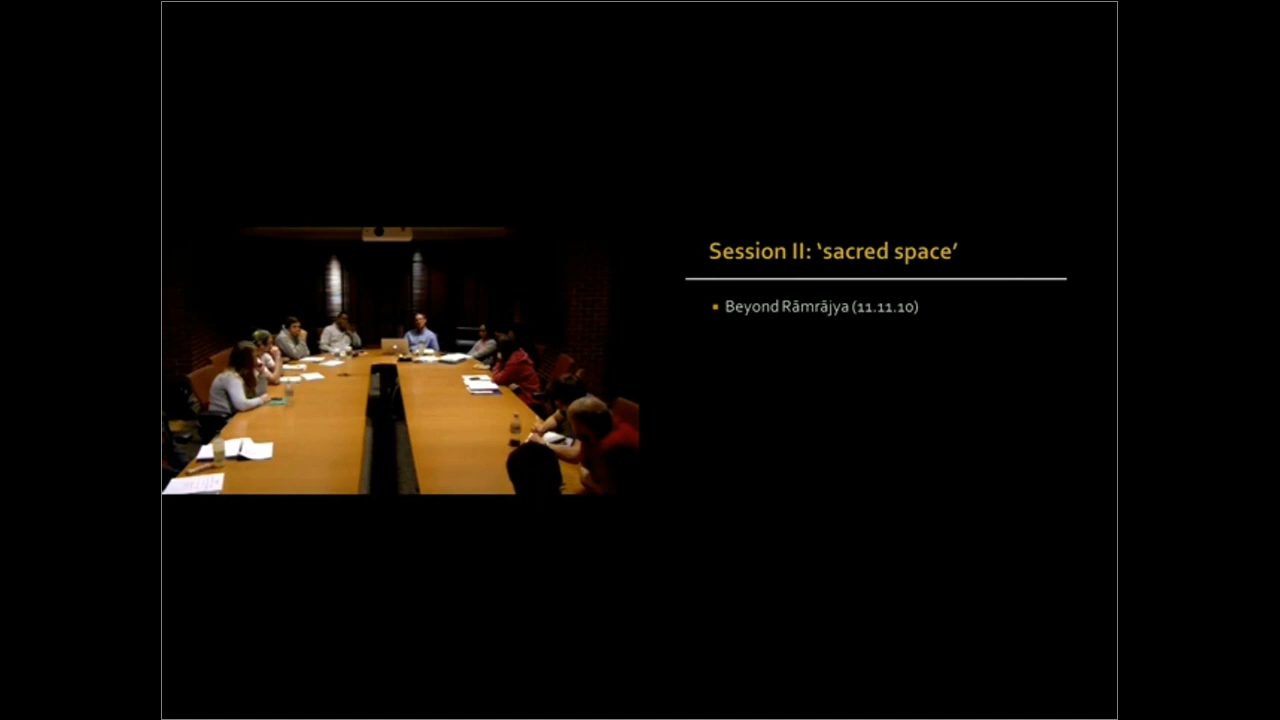 Session II: ‘sacred space’
Beyond Rāmrājya (11.11.10)